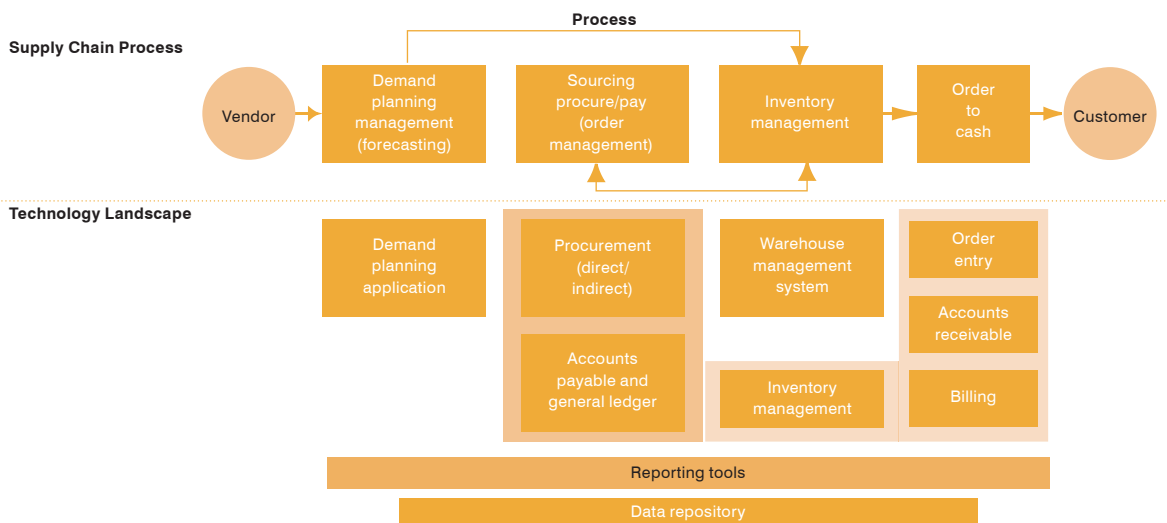 Process
Supply Chain Process
Vendor
Demand
planning
management
(forecasting)
Sourcing
procure/pay
(order
management)
Inventory
management
Order
to
cash
Customer
Technology Landscape
Demand
planning
application
Procurement
(direct/
indirect)
Accounts
payable and
general ledger
Warehouse
management
system
Inventory
management
Order
entry
Accounts
receivable
Billing
Reporting tools
Data repository